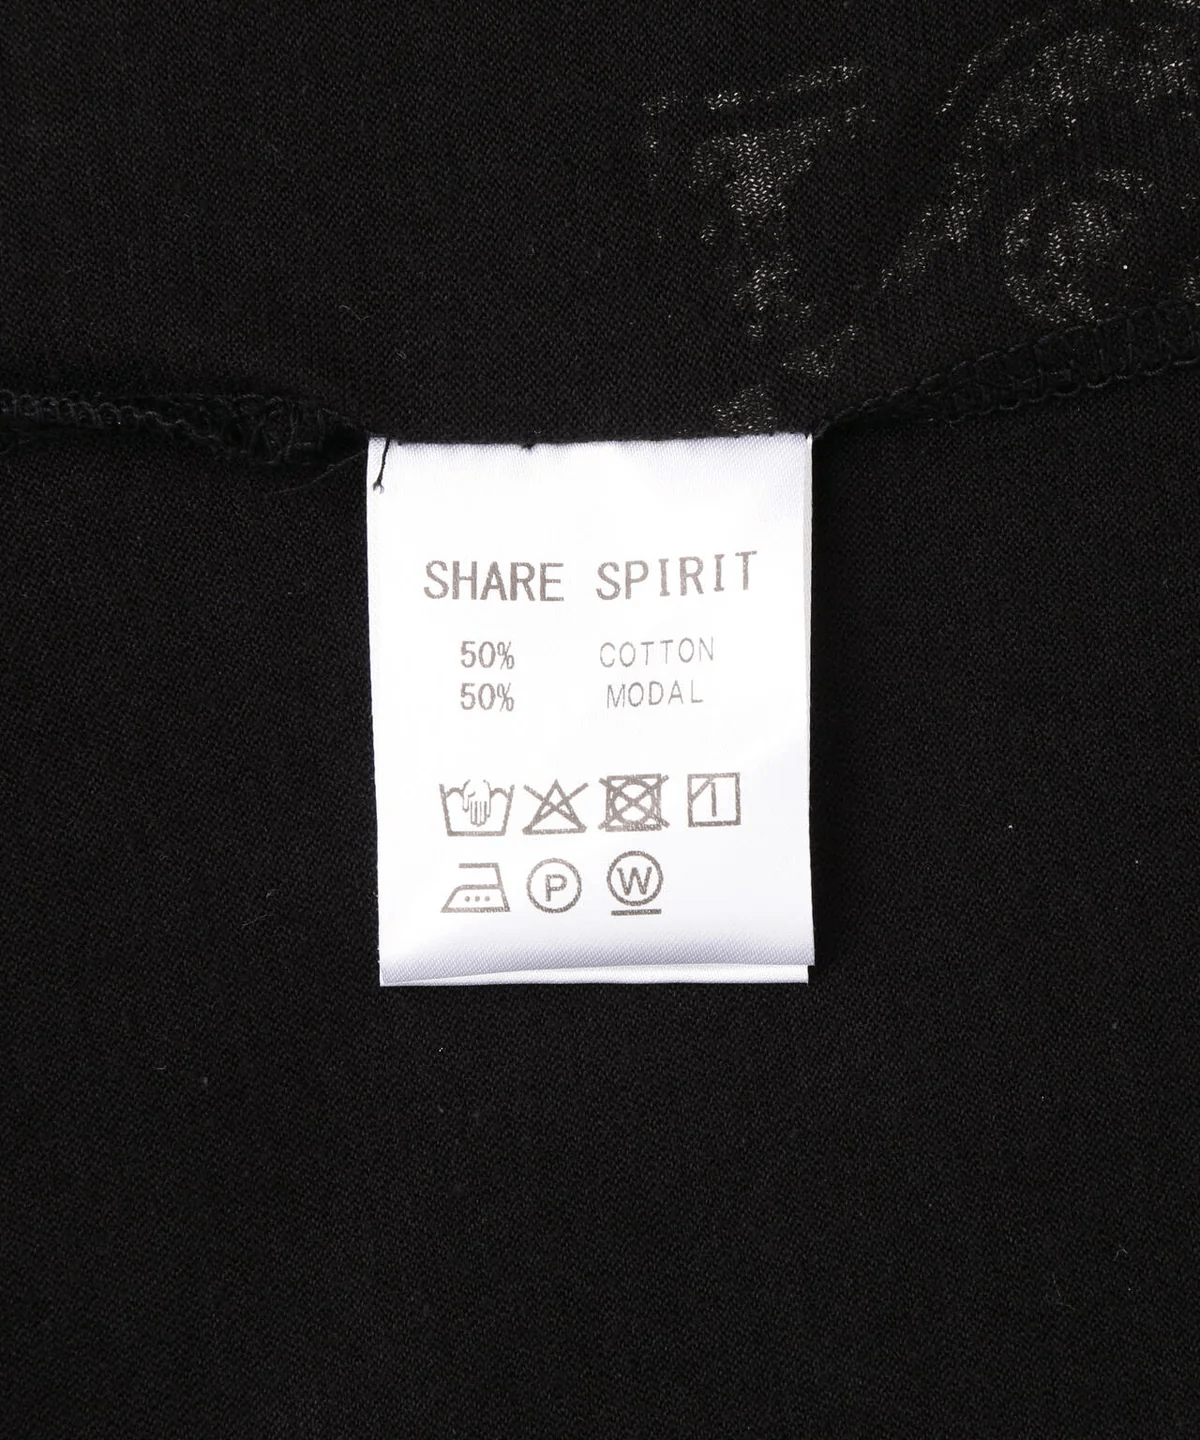 SHARE SPIRIT
50% COTTON
50% MODAL
P W